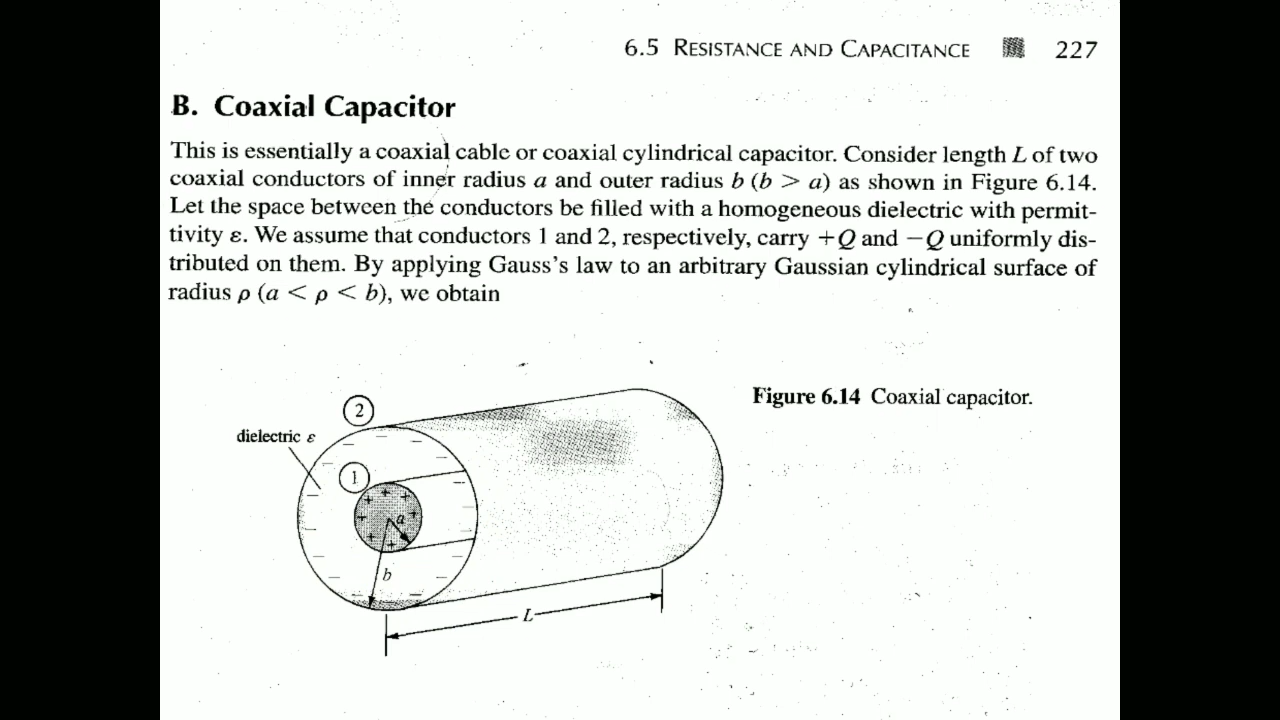 6.5 RESISTANCE AND CAPACITANCE 227
B. Coaxial Capacitor
This is essentially a coaxial cable or coaxial cylindrical capacitor. Consider length L of two
coaxial conductors of inner radius a and outer radius b (b > a) as shown in Figure 6.14.
Let the space between the conductors be filled with a homogeneous dielectric with permit-
tivity ε. We assume that conductors 1 and 2, respectively, carry +Q and −Q uniformly dis-
tributed on them. By applying Gauss's law to an arbitrary Gaussian cylindrical surface of
radius ρ (a < ρ < b), we obtain
Figure 6.14 Coaxial capacitor.
2
dielectric ε
1
a
b
L